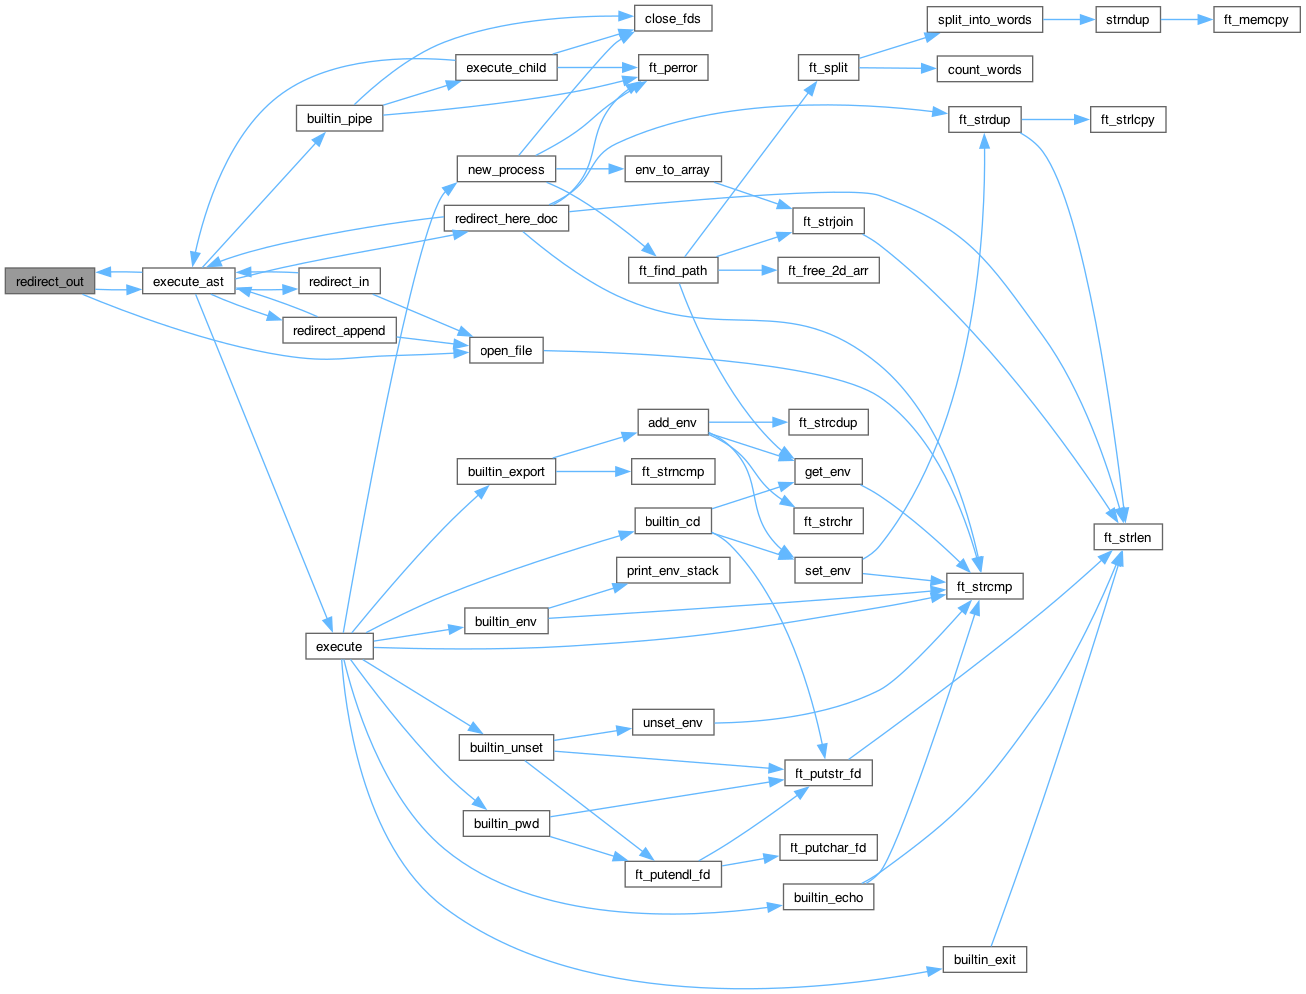 close_fds
split_into_words
strndup
ft_memcpy
execute_child
ft_perror
ft_split
count_words
builtin_pipe
ft_strdup
ft_strlcpy
new_process
env_to_array
redirect_here_doc
ft_strjoin
ft_find_path
ft_free_2d_arr
redirect_out
execute_ast
redirect_in
redirect_append
open_file
add_env
ft_strcdup
builtin_export
ft_strncmp
get_env
builtin_cd
ft_strchr
ft_strlen
print_env_stack
set_env
ft_strcmp
builtin_env
execute
unset_env
builtin_unset
ft_putstr_fd
builtin_pwd
ft_putchar_fd
ft_putendl_fd
builtin_echo
builtin_exit